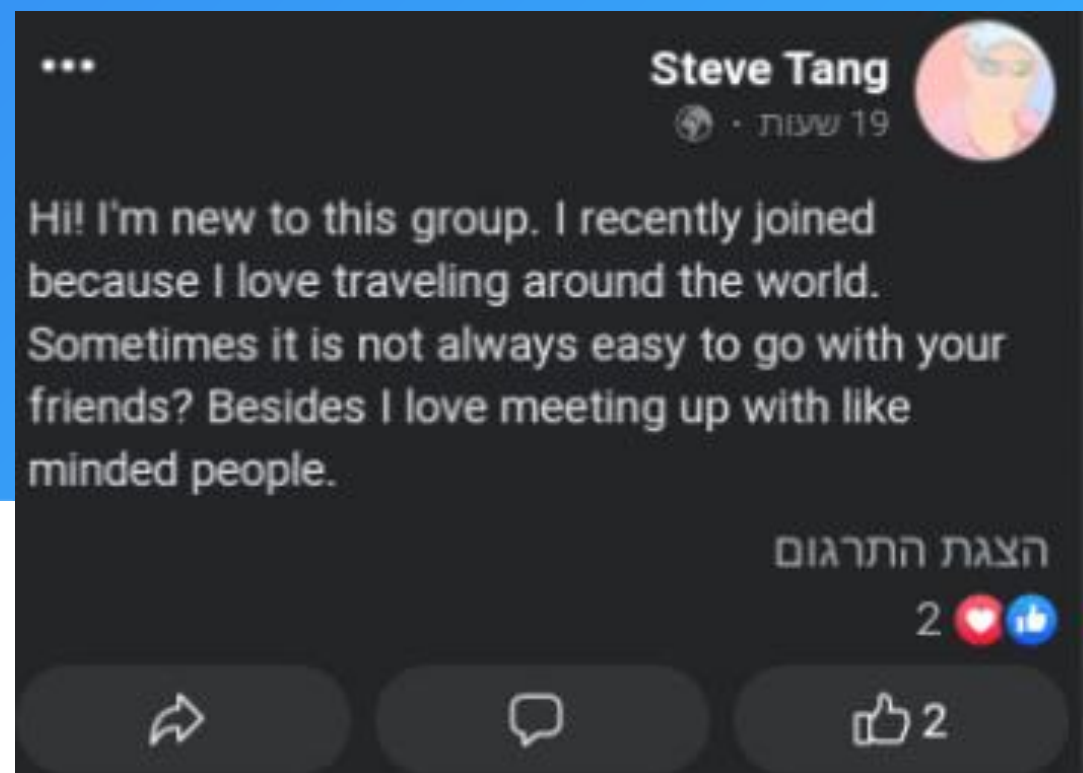 Steve Tang
19 שעות ·
Hi! I'm new to this group. I recently joined
because I love traveling around the world.
Sometimes it is not always easy to go with your
friends? Besides I love meeting up with like
minded people.
הצגת התרגום
2
2